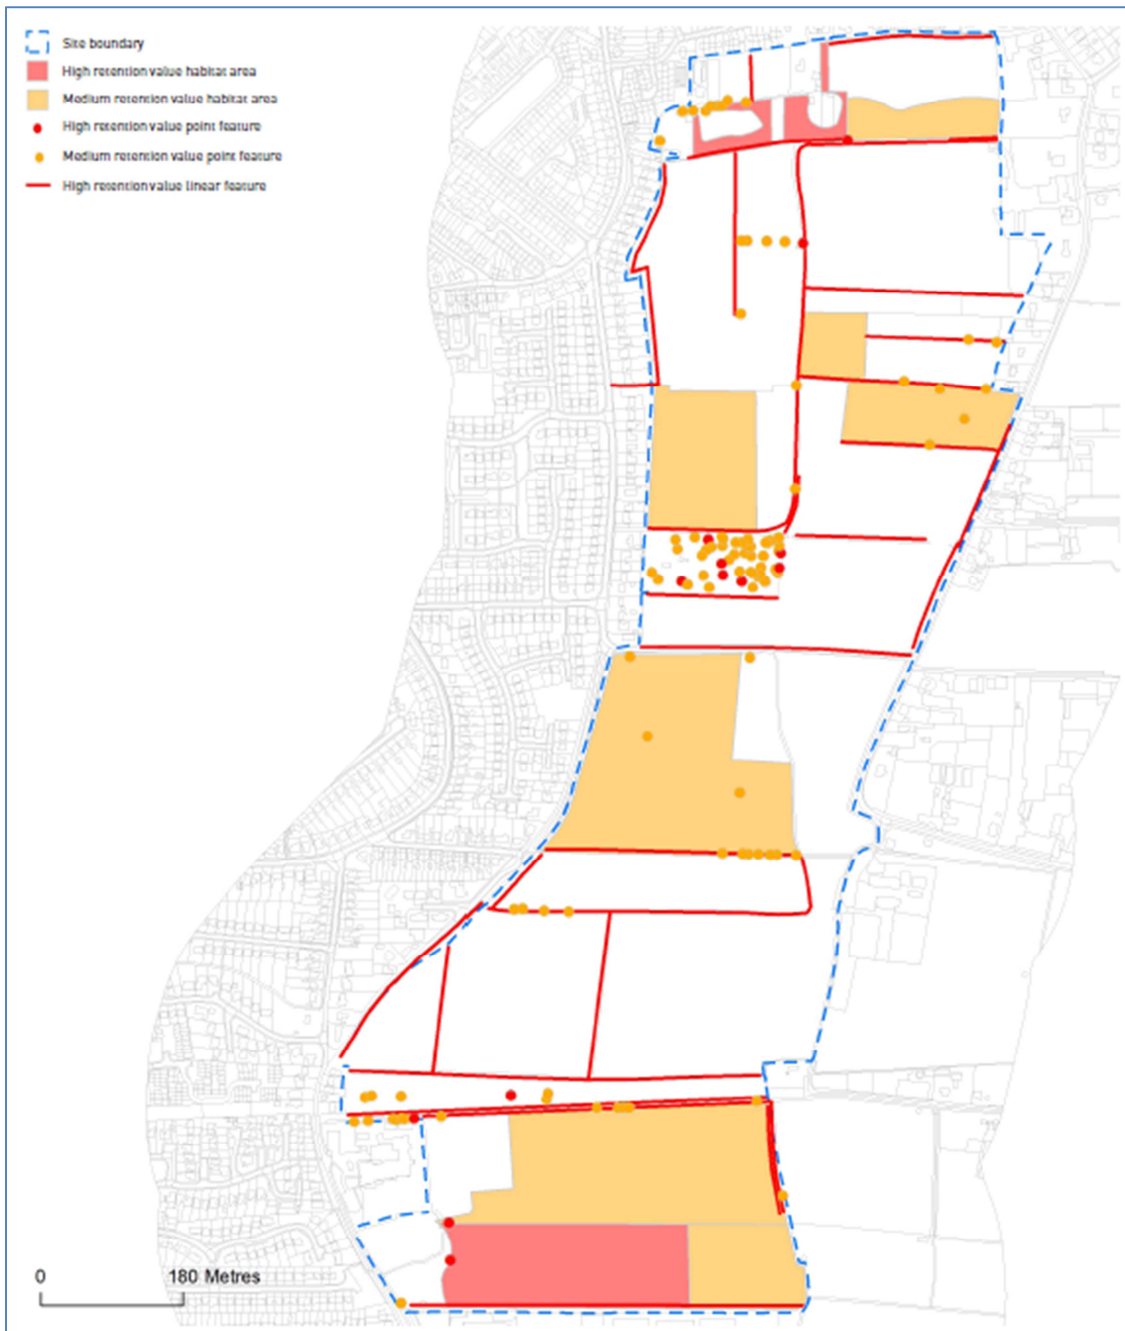 Site boundary
High retention value habitat area
Medium retention value habitat area
High retention value point feature
Medium retention value point feature
High retention value linear feature
0 180 Metres